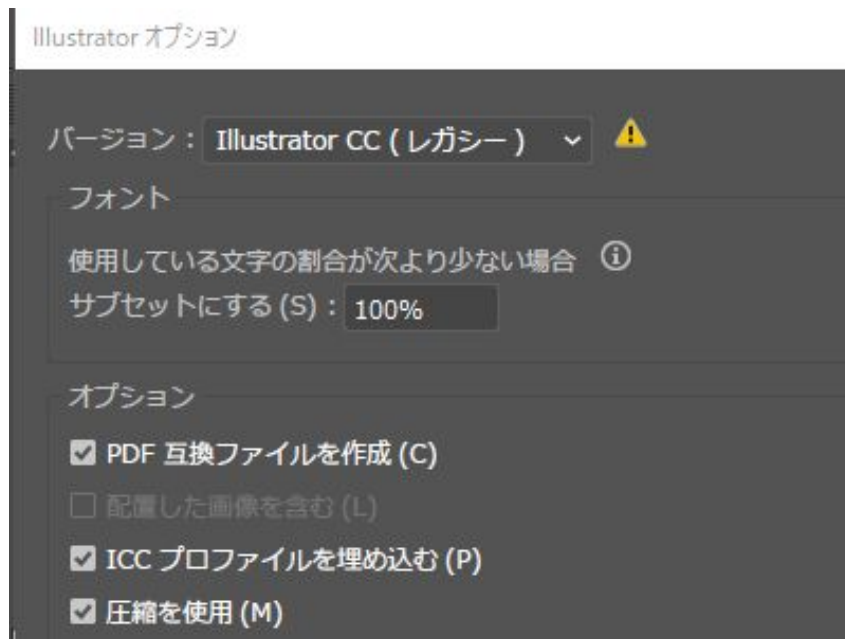 Illustrator オプション
バージョン : Illustrator CC ( レガシー )
フォント
使用している文字の割合が次より少ない場合
サブセットにする (S) : 100%
オプション
PDF 互換ファイルを作成 (C)
配置した画像を含む (L)
ICC プロファイルを埋め込む (P)
圧縮を使用 (M)